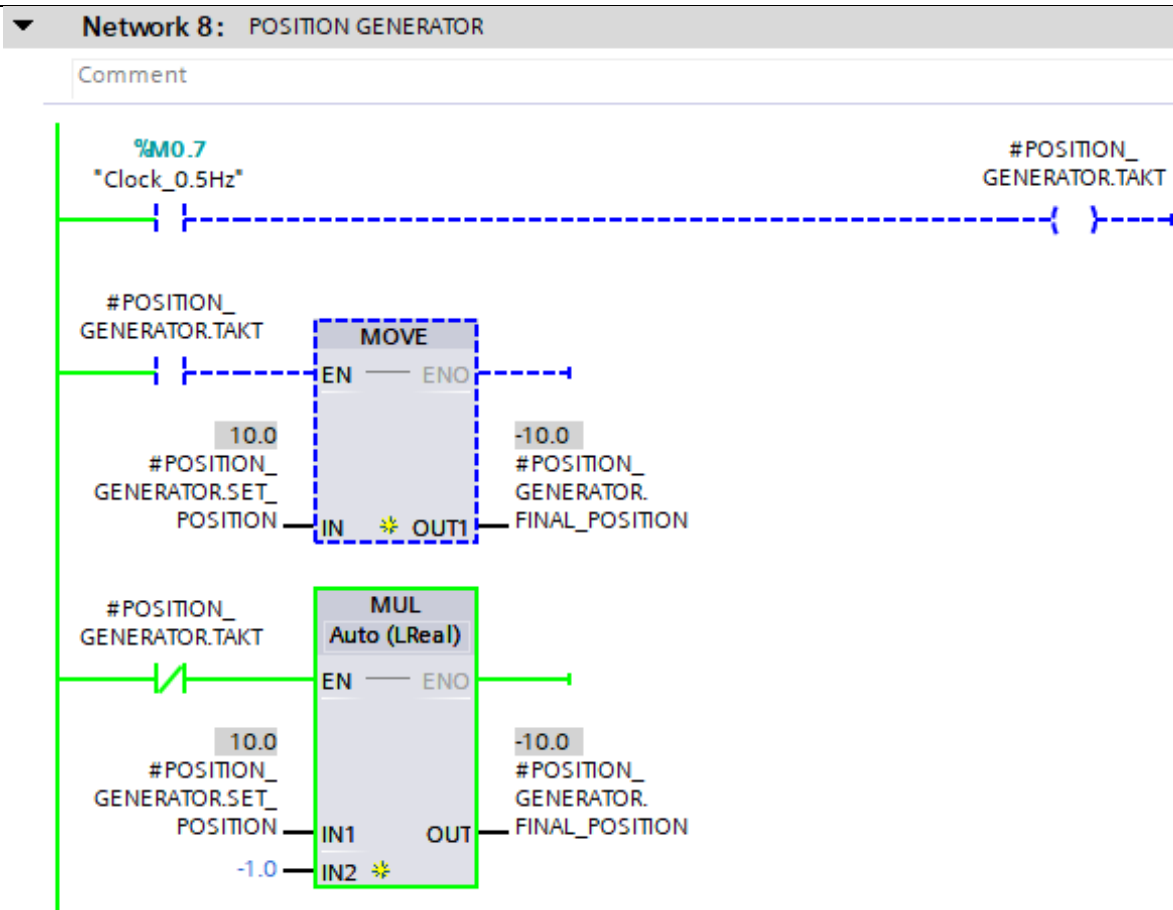 Network 8: POSITION GENERATOR
Comment
%M0.7
"Clock_0.5Hz"
#POSITION_
GENERATOR.TAKT
#POSITION_
GENERATOR.TAKT
MOVE
EN ENO
10.0
#POSITION_
GENERATOR.SET_
POSITION
IN OUT1
-10.0
#POSITION_
GENERATOR.
FINAL_POSITION
#POSITION_
GENERATOR.TAKT
MUL
Auto (LReal)
EN ENO
10.0
#POSITION_
GENERATOR.SET_
POSITION
IN1 OUT
-10.0
#POSITION_
GENERATOR.
FINAL_POSITION
-1.0
IN2